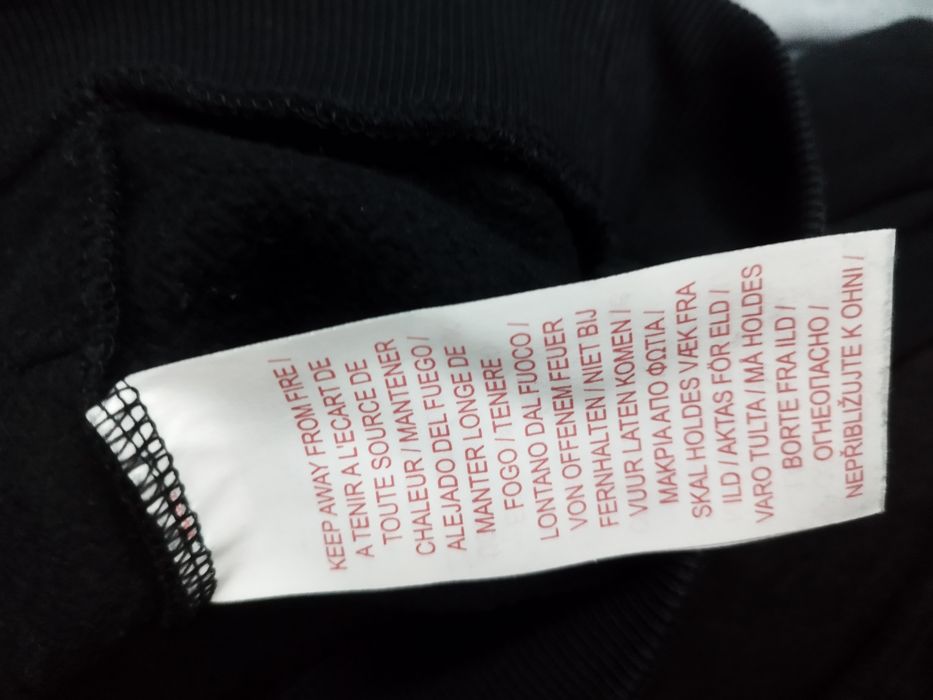 KEEP AWAY FROM FIRE /
A TENIR A L'ECART DE
TOUTE SOURCE DE
CHALEUR / MANTENER
ALEJADO DEL FUEGO /
MANTER LONGE DE
FOGO / TENERE
LONTANO DAL FUOCO /
VON OFFENEM FEUER
FERNHALTEN / NIET BIJ
VUUR LATEN KOMEN /
ΜΑΚΡΙΑ ΑΠΟ ΦΩΤΙΑ /
SKAL HOLDES VÆK FRA
ILD / AKTAS FÖR ELD /
VARO TULTA / MÅ HOLDES
BORTE FRA ILD /
ОГНЕОПАСНО /
NEPŘIBLIŽUJTE K OHNI /